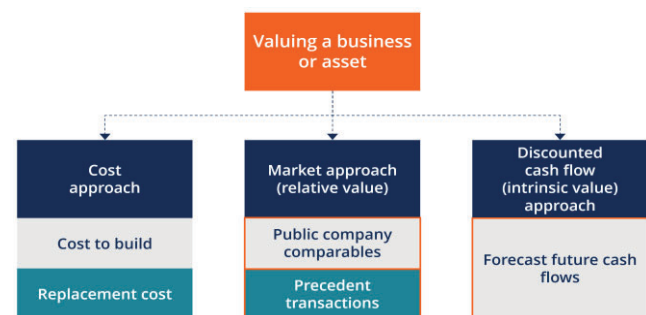 Valuing a business
or asset
Cost
approach
Market approach
(relative value)
Discounted
cash flow
(intrinsic value)
approach
Cost to build
Public company
comparables
Forecast future cash
flows
Replacement cost
Precedent
transactions